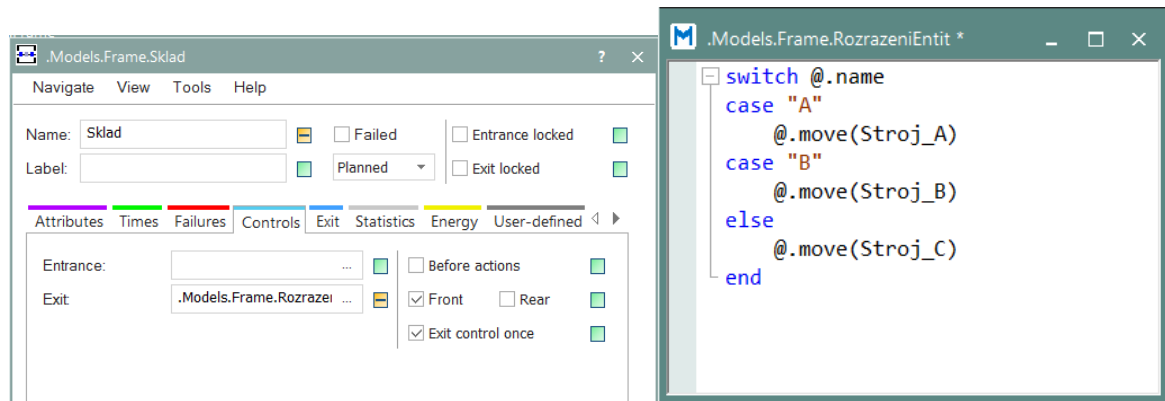 .Models.Frame.Sklad ?
Navigate View Tools Help
Name: Sklad Failed Entrance locked
Label: Planned Exit locked
Attributes Times Failures Controls Exit Statistics Energy User-defined
Entrance: ... Before actions
Exit: .Models.Frame.Rozrazei ... Front Rear
Exit control once
M .Models.Frame.RozrazeniEntit *
switch @.name
case "A"
@.move(Stroj_A)
case "B"
@.move(Stroj_B)
else
@.move(Stroj_C)
end